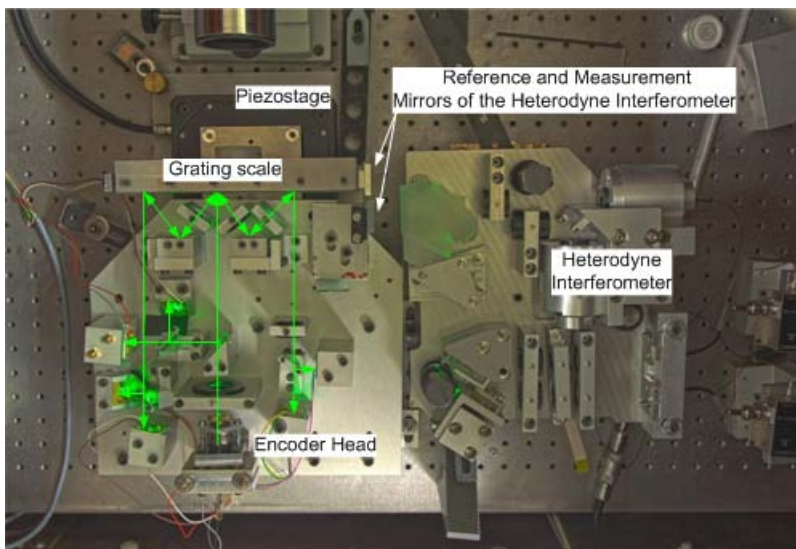 Reference and Measurement
Mirrors of the Heterodyne Interferometer
Piezostage
Grating scale
Heterodyne
Interferometer
Encoder Head